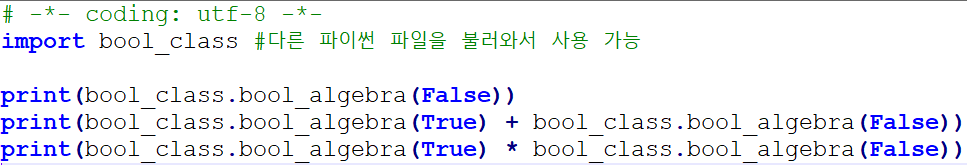 # -*- coding: utf-8 -*-
import bool_class #다른 파이썬 파일을 불러와서 사용 가능
print(bool_class.bool_algebra(False))
print(bool_class.bool_algebra(True) + bool_class.bool_algebra(False))
print(bool_class.bool_algebra(True) * bool_class.bool_algebra(False))